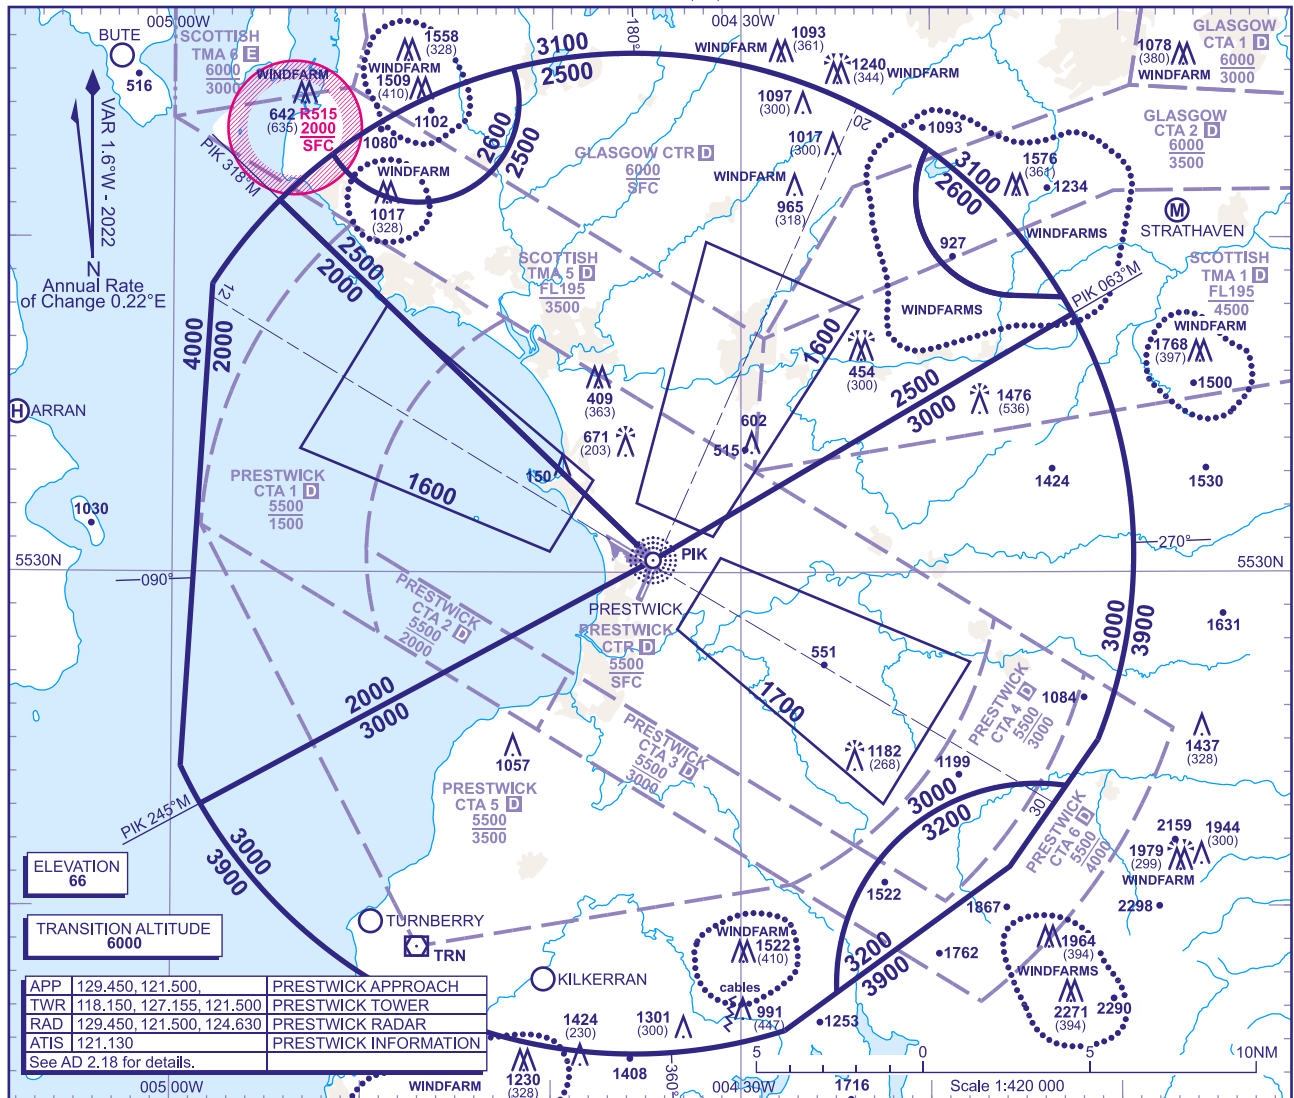 005 00W
180°
004 30W
BUTE
516
SCOTTISH
TMA 6 E
6000
3000
WINDFARM
642
(635)
R515
2000
SFC
1558
(328)
WINDFARM
1509
(410)
1102
1080
3100
2500
2600
2500
WINDFARM
1093
(361)
1240
(344)
WINDFARM
1097
(300)
1017
(300)
20
1078
(380)
WINDFARM
GLASGOW
CTA 1 D
6000
3000
GLASGOW
CTA 2 D
6000
3500
VAR 1.6°W - 2022
N
Annual Rate
of Change 0.22°E
PIK 318°M
WINDFARM
1017
(328)
GLASGOW CTR D
6000
SFC
WINDFARM
965
(318)
1093
3100
2600
1576
(361)
1234
927
WINDFARMS
WINDFARMS
M
STRATHAVEN
PIK 063°M
SCOTTISH
TMA 1 D
FL195
4500
WINDFARM
1768
(397)
1500
2500
2000
SCOTTISH
TMA 5 D
FL195
3500
12
4000
2000
1600
454
(300)
2500
3000
1476
(536)
409
(363)
671
(203)
602
515
150
H
ARRAN
1030
PRESTWICK
CTA 1 D
5500
1500
1600
1424
1530
5530N
090°
PIK
270°
5530N
PRESTWICK
PRESTWICK
CTR D
5500
SFC
PRESTWICK
CTA 2 D
5500
2000
551
1700
3000
3900
1631
2000
3000
1084
PRESTWICK
CTA 4 D
5500
3000
PRESTWICK
CTA 3 D
5500
3000
1182
(268)
1437
(328)
1057
1199
PRESTWICK
CTA 5 D
5500
3500
PIK 245°M
3000
3900
3000
3200
30
PRESTWICK
CTA 6 D
5500
4000
2159
1979
(299)
1944
(300)
WINDFARM
2298
ELEVATION
66
TRANSITION ALTITUDE
6000
1522
1867
TURNBERRY
TRN
KILKERRAN
WINDFARM
1522
(410)
cables
991
(447)
3200
3900
1762
1964
(394)
WINDFARMS
2271
(394)
2290
APP 129.450, 121.500, PRESTWICK APPROACH
TWR 118.150, 127.155, 121.500 PRESTWICK TOWER
RAD 129.450, 121.500, 124.630 PRESTWICK RADAR
ATIS 121.130 PRESTWICK INFORMATION
See AD 2.18 for details.
1424
(230)
1301
(300)
1253
1230
(328)
1408
WINDFARM
360°
5 0 5 10NM
Scale 1:420 000
1716
005 00W
004 30W